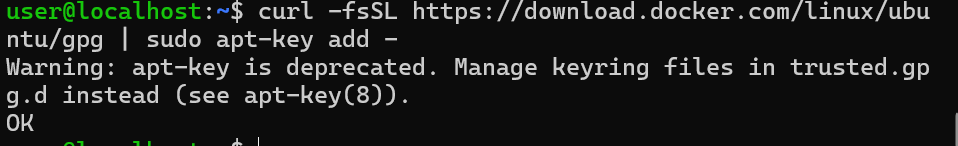 user@localhost:~$ curl -fsSL https://download.docker.com/linux/ubu
ntu/gpg | sudo apt-key add -
Warning: apt-key is deprecated. Manage keyring files in trusted.gp
g.d instead (see apt-key(8)).
OK